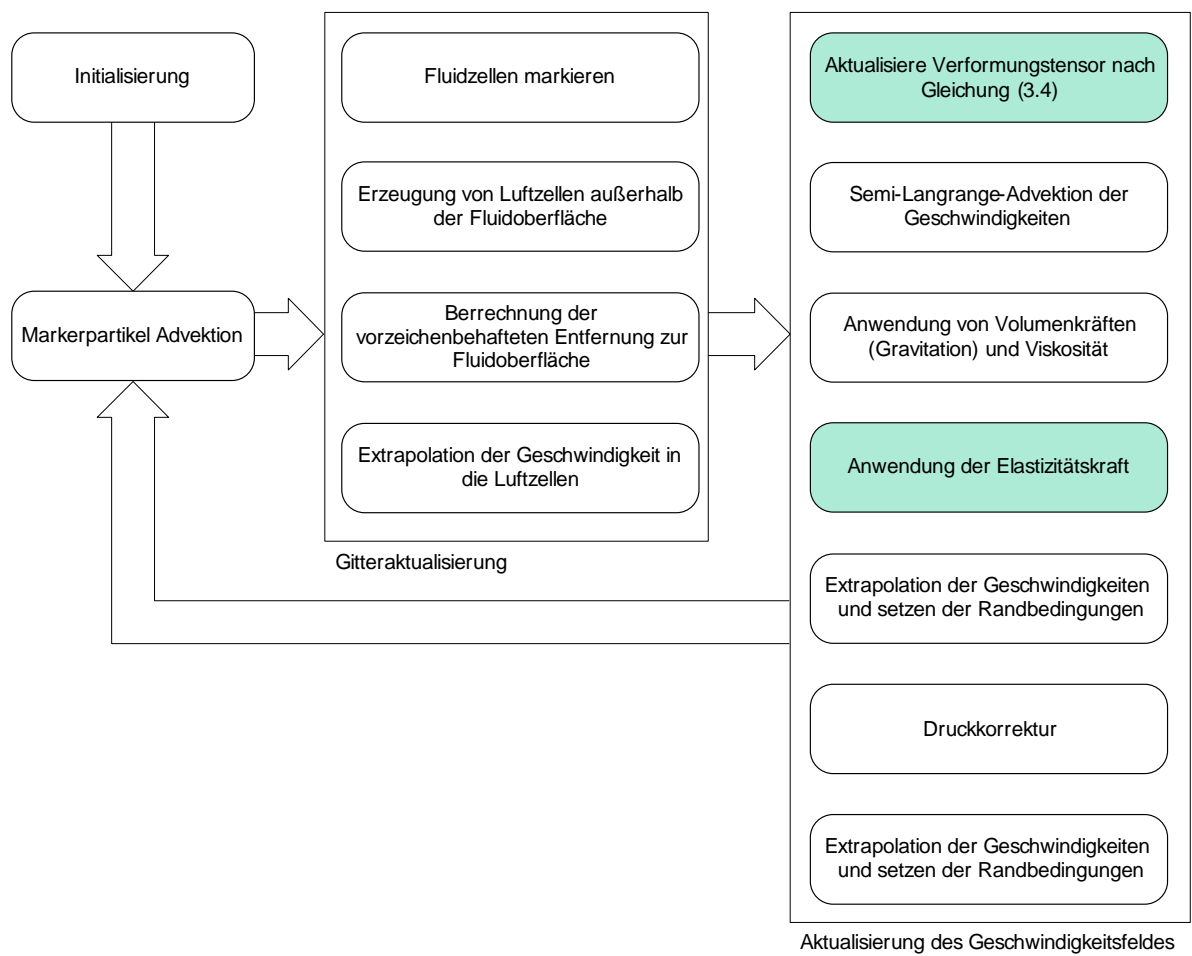 Initialisierung
Markerpartikel Advektion
Fluidzellen markieren
Erzeugung von Luftzellen außerhalb
der Fluidoberfläche
Berrechnung der
vorzeichenbehafteten Entfernung zur
Fluidoberfläche
Extrapolation der Geschwindigkeit in
die Luftzellen
Gitteraktualisierung
Aktualisiere Verformungstensor nach
Gleichung (3.4)
Semi-Langrange-Advektion der
Geschwindigkeiten
Anwendung von Volumenkräften
(Gravitation) und Viskosität
Anwendung der Elastizitätskraft
Extrapolation der Geschwindigkeiten
und setzen der Randbedingungen
Druckkorrektur
Extrapolation der Geschwindigkeiten
und setzen der Randbedingungen
Aktualisierung des Geschwindigkeitsfeldes